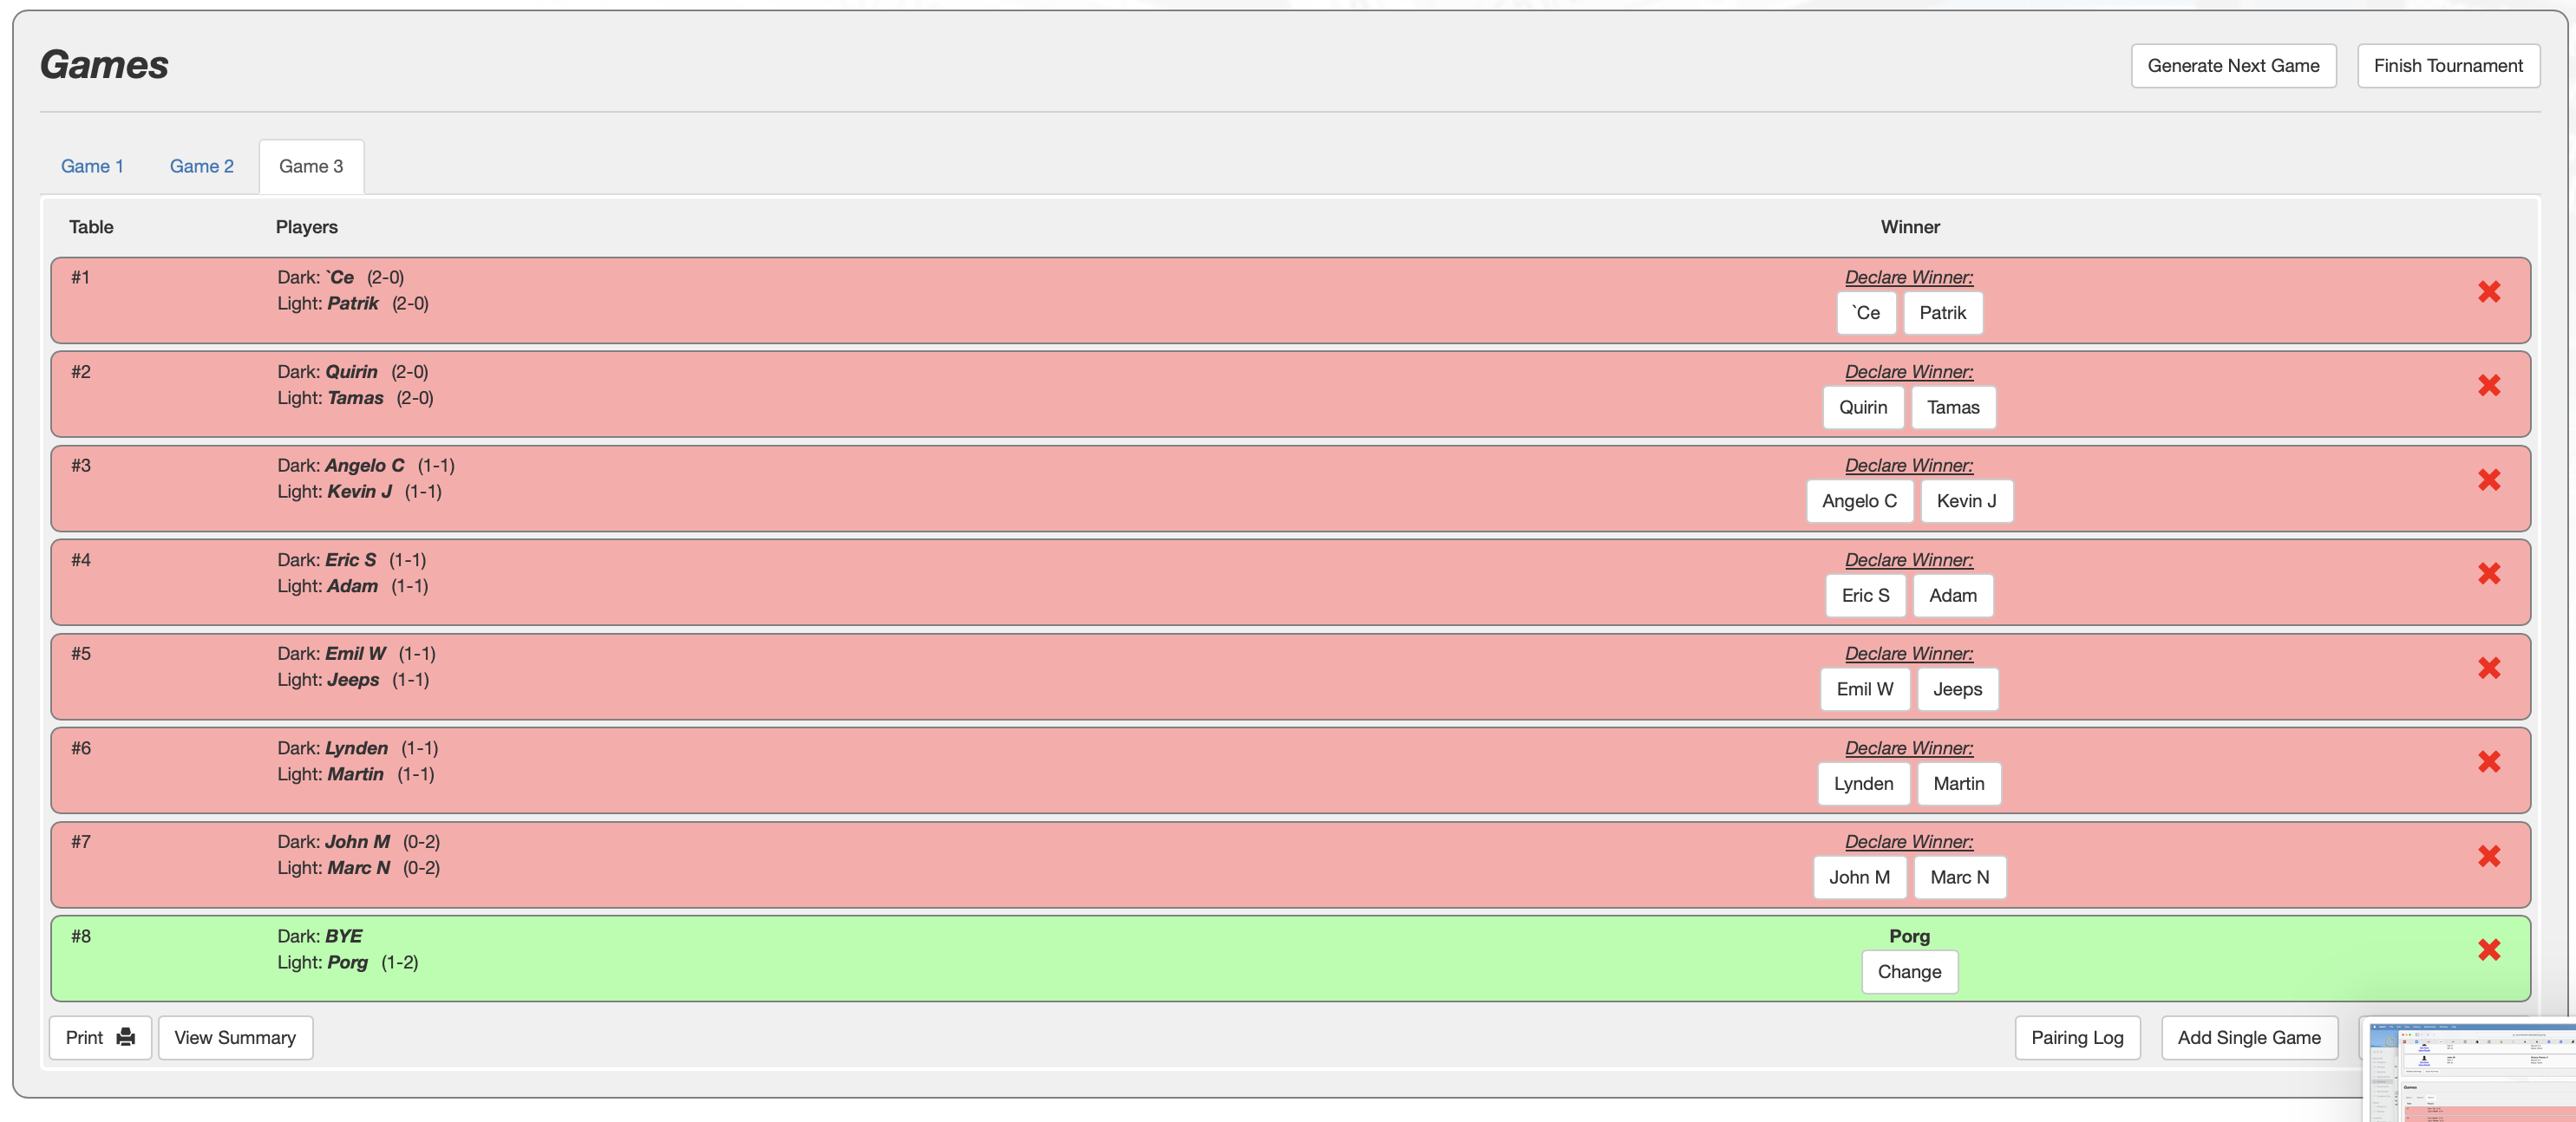 Games
Generate Next Game
Finish Tournament
Game 1
Game 2
Game 3
Table
Players
Winner
#1
Dark: `Ce (2-0)
Light: Patrik (2-0)
Declare Winner:
`Ce
Patrik
#2
Dark: Quirin (2-0)
Light: Tamas (2-0)
Declare Winner:
Quirin
Tamas
#3
Dark: Angelo C (1-1)
Light: Kevin J (1-1)
Declare Winner:
Angelo C
Kevin J
#4
Dark: Eric S (1-1)
Light: Adam (1-1)
Declare Winner:
Eric S
Adam
#5
Dark: Emil W (1-1)
Light: Jeeps (1-1)
Declare Winner:
Emil W
Jeeps
#6
Dark: Lynden (1-1)
Light: Martin (1-1)
Declare Winner:
Lynden
Martin
#7
Dark: John M (0-2)
Light: Marc N (0-2)
Declare Winner:
John M
Marc N
#8
Dark: BYE
Light: Porg (1-2)
Porg
Change
Print
View Summary
Pairing Log
Add Single Game
Games